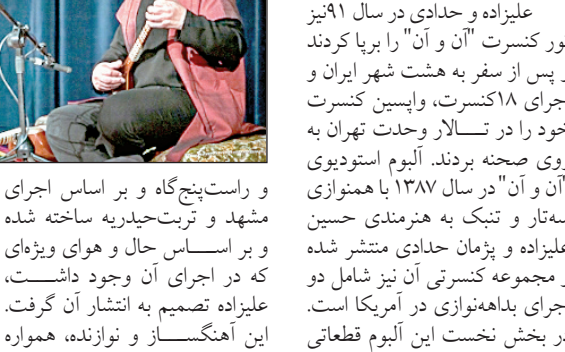 علیزاده و حدادی در سال ۹۱نیز
تور کنسرت "آن و آن" را برپا کردند
و پس از سفر به هشت شهر ایران و
اجرای ۱۸کنسرت، واپسین کنسرت
خود را در تـــالار وحدت تهران به
روی صحنه بردند. آلبوم استودیوی
"آن و آن" در سال ۱۳۸۷ با همنوازی
سه‌تار و تنبک به هنرمندی حسین
علیزاده و پژمان حدادی منتشر شده
و مجموعه کنسرتی آن نیز شامل دو
اجرای بداهه‌نوازی در آمریکا است.
در بخش نخست این آلبوم قطعاتی
و راست‌پنج‌گاه و بر اساس اجرای
مشهد و تربت‌حیدریه ساخته شده
و بر اســـاس حال و هوای ویژه‌ای
که در اجرای آن وجود داشـــت،
علیزاده تصمیم به انتشار آن گرفت.
این آهنگســـاز و نوازنده، همواره